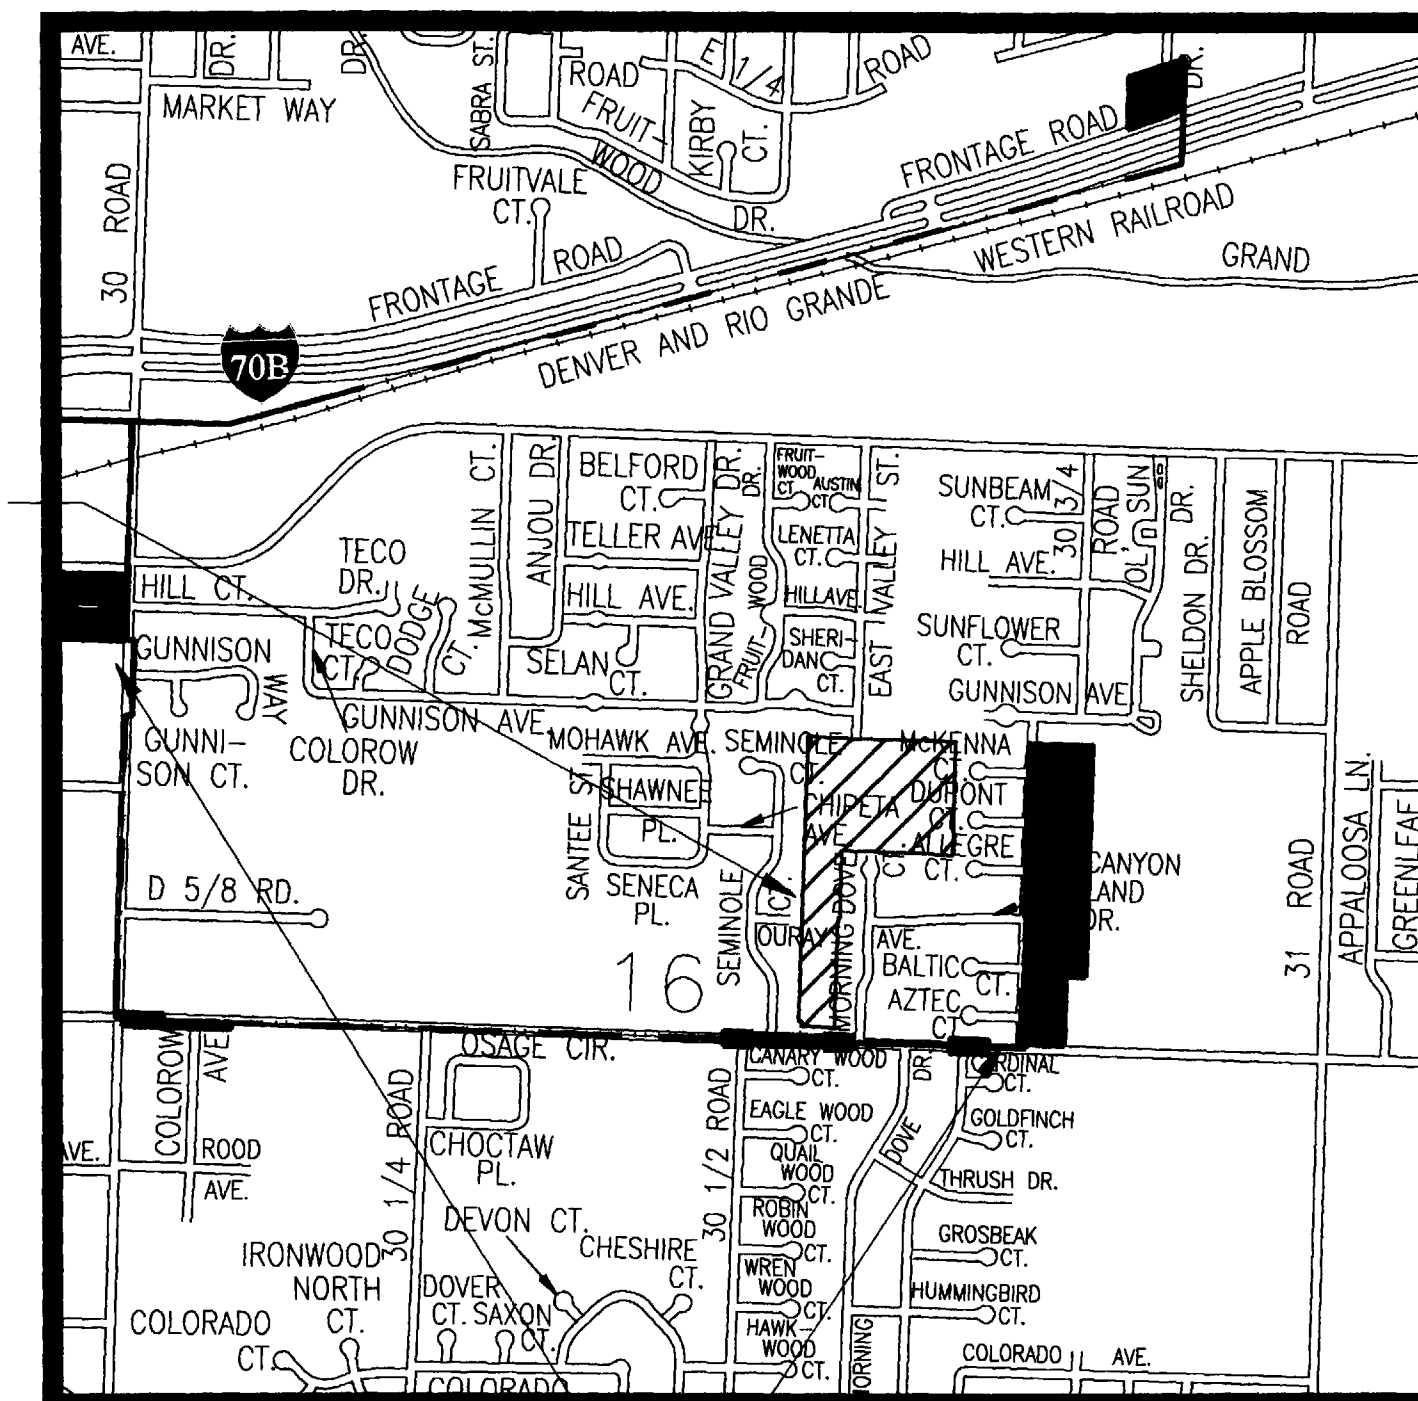 AVE.
DR.
DR.
SABRA ST.
ROAD
E 1/4
ROAD
DR.
MARKET WAY
FRUIT-
WOOD
DR.
KIRBY
CT.
FRONTAGE ROAD
30 ROAD
FRUITVALE
CT.
WESTERN RAILROAD
GRAND
FRONTAGE
ROAD
DENVER AND RIO GRANDE
70B
McMULLIN CT.
ANJOU DR.
BELFORD
CT.
GRAND VALLEY DR.
FRUIT-
WOOD
DR.
FRUIT-
WOOD
CT.
AUSTIN
CT.
EAST VALLEY ST.
SUNBEAM
CT.
30 3/4
ROAD
SUN
VOL'
DR.
SHELDON DR.
APPLE BLOSSOM
ROAD
TECO
DR.
TELLER AVE
LENETTA
CT.
HILL AVE.
HILL CT.
DODGE
CT.
HILL AVE.
HILLAVE
TECO
CT.
SELAN
CT.
SHERI-
DAN
CT.
SUNFLOWER
CT.
GUNNISON
WAY
GUNNISON AVE.
GUNNISON AVE
GUNNI-
SON CT.
COLOROW
DR.
MOHAWK AVE.
SEMINOLE
CT.
McKENNA
CT.
SANTEE ST.
SHAWNEE
PL.
CHIPETA
AVE
DUPONT
CT.
APPALOOSA LN.
GREENLEAF
ALLEGRE
CT.
CT.
D 5/8 RD.
SENECA
PL.
SEMINOLE
CT.
MORNING DOVE
CANYON
LAND
DR.
31 ROAD
OURAY
AVE.
16
BALTIC
CT.
AZTEC
CT
COLOROW
AVE
OSAGE CIR.
CANARY WOOD
CT.
DR.
CARDINAL
CT.
30 1/4 ROAD
30 1/2 ROAD
EAGLE WOOD
CT.
GOLDFINCH
CT.
AVE.
ROOD
AVE.
CHOCTAW
PL.
QUAIL
WOOD
CT.
DOVE
THRUSH DR.
DEVON CT.
ROBIN
WOOD
CT.
GROSBEAK
CT.
IRONWOOD
NORTH
CT.
CHESHIRE
CT.
WREN
WOOD
CT.
HUMMINGBIRD
CT.
DOVER
CT.
SAXON
CT.
COLORADO
CT.
HAWK-
WOOD
CT.
MORNING
COLORADO
AVE.
COLORADO